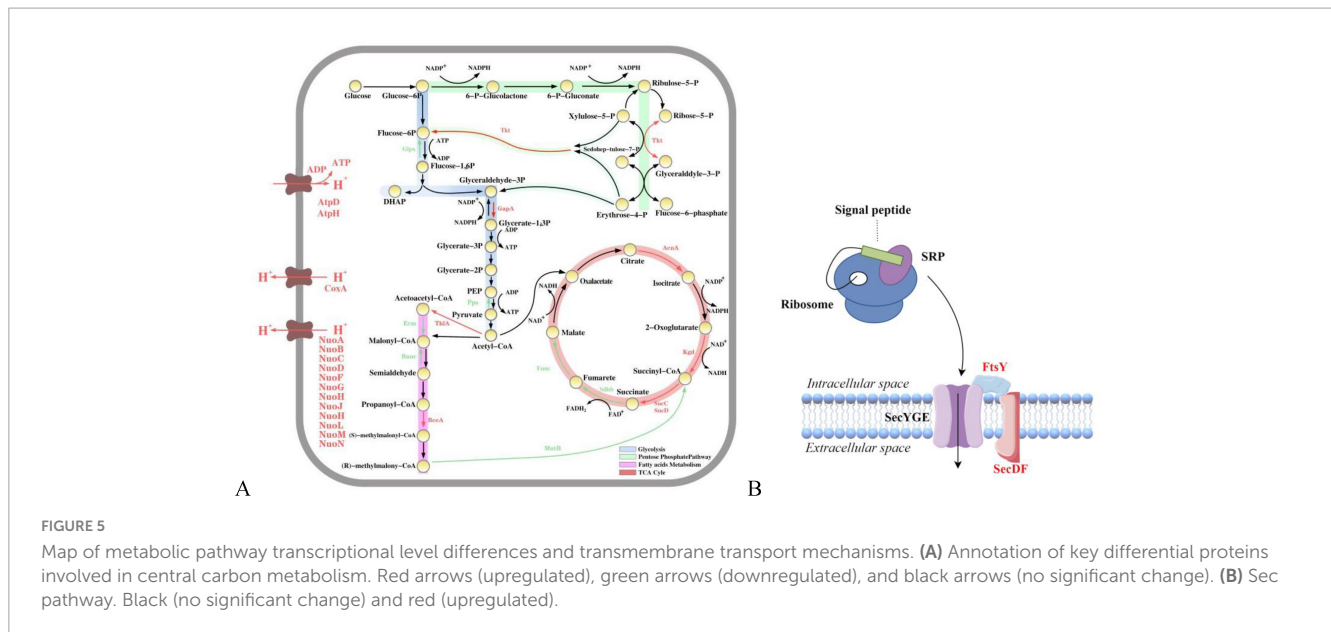 NADP⁺ NADPH NADP⁺ NADPH
Glucose Glucose-6P 6-P-Glucolactone 6-P-Gluconate Ribulose-5-P
Xylulose-5-P Ribose-5-P
Flucose-6P Tkt Tkt
ATP
ADP
Sedohep-tulose-7-P
Flucose-1,6P
Glyceraldehyde-3P Glyceralddyle-3-P
DHAP
NADP⁺ GapA
NADPH Glycerate-1,3P
Erythrose-4-P Flucose-6-phasphate
ADP
Glycerate-3P ATP
Glycerate-2P
PEP ADP
Pps ATP
Pyruvate
Acetyl-CoA
ThlA
Acetoacetyl-CoA
Malonyl-CoA
Semialdehyde
Propanoyl-CoA
BccA
(S)-methylmalonyl-CoA
(R)-methylmalony-CoA
MutB
Citrate AcnA
Oxalacetate Isocitrate NADP⁺
NADH NADPH
NAD⁺
Malate 2-Oxoglutarate
Kgd NAD⁺
NADH
Succinyl-CoA
Fumarete Succinate
SucC
SucD
FADH₂ FAD⁺
ADP ATP
H⁺
AtpD
AtpH
H⁺ H⁺
CoxA
H⁺ H⁺
NuoA
NuoB
NuoC
NuoD
NuoF
NuoG
NuoH
NuoJ
NuoH
NuoL
NuoM
NuoN
Glycolysis
Pentose PhosphatePathway
Fatty acids Metabolism
TCA Cyle
A
Signal peptide
SRP
Ribosome
FtsY
Intracellular space
SecYGE
Extracellular space
SecDF
B
FIGURE 5
Map of metabolic pathway transcriptional level differences and transmembrane transport mechanisms. (A) Annotation of key differential proteins
involved in central carbon metabolism. Red arrows (upregulated), green arrows (downregulated), and black arrows (no significant change). (B) Sec
pathway. Black (no significant change) and red (upregulated).